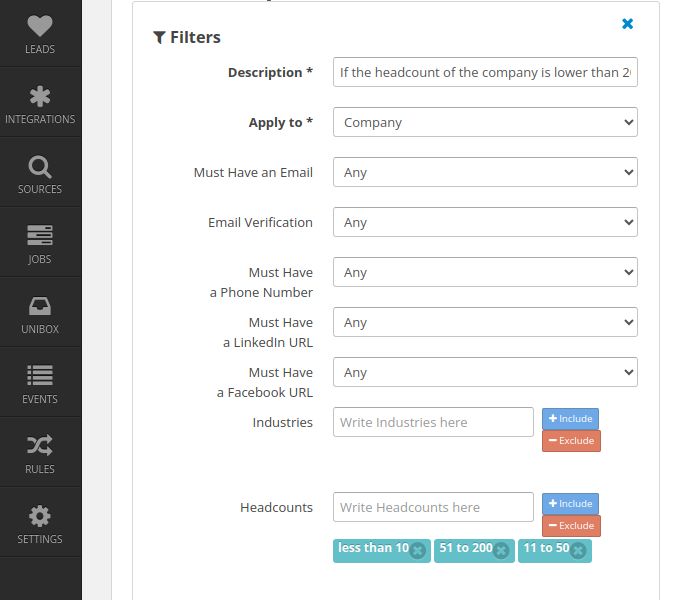 LEADS
INTEGRATIONS
SOURCES
JOBS
UNIBOX
EVENTS
RULES
SETTINGS
Filters
Description *
If the headcount of the company is lower than
Apply to *
Company
Must Have an Email
Any
Email Verification
Any
Must Have
a Phone Number
Any
Must Have
a LinkedIn URL
Any
Must Have
a Facebook URL
Any
Industries
Write Industries here
+ Include
− Exclude
Headcounts
Write Headcounts here
+ Include
− Exclude
less than 10
51 to 200
11 to 50